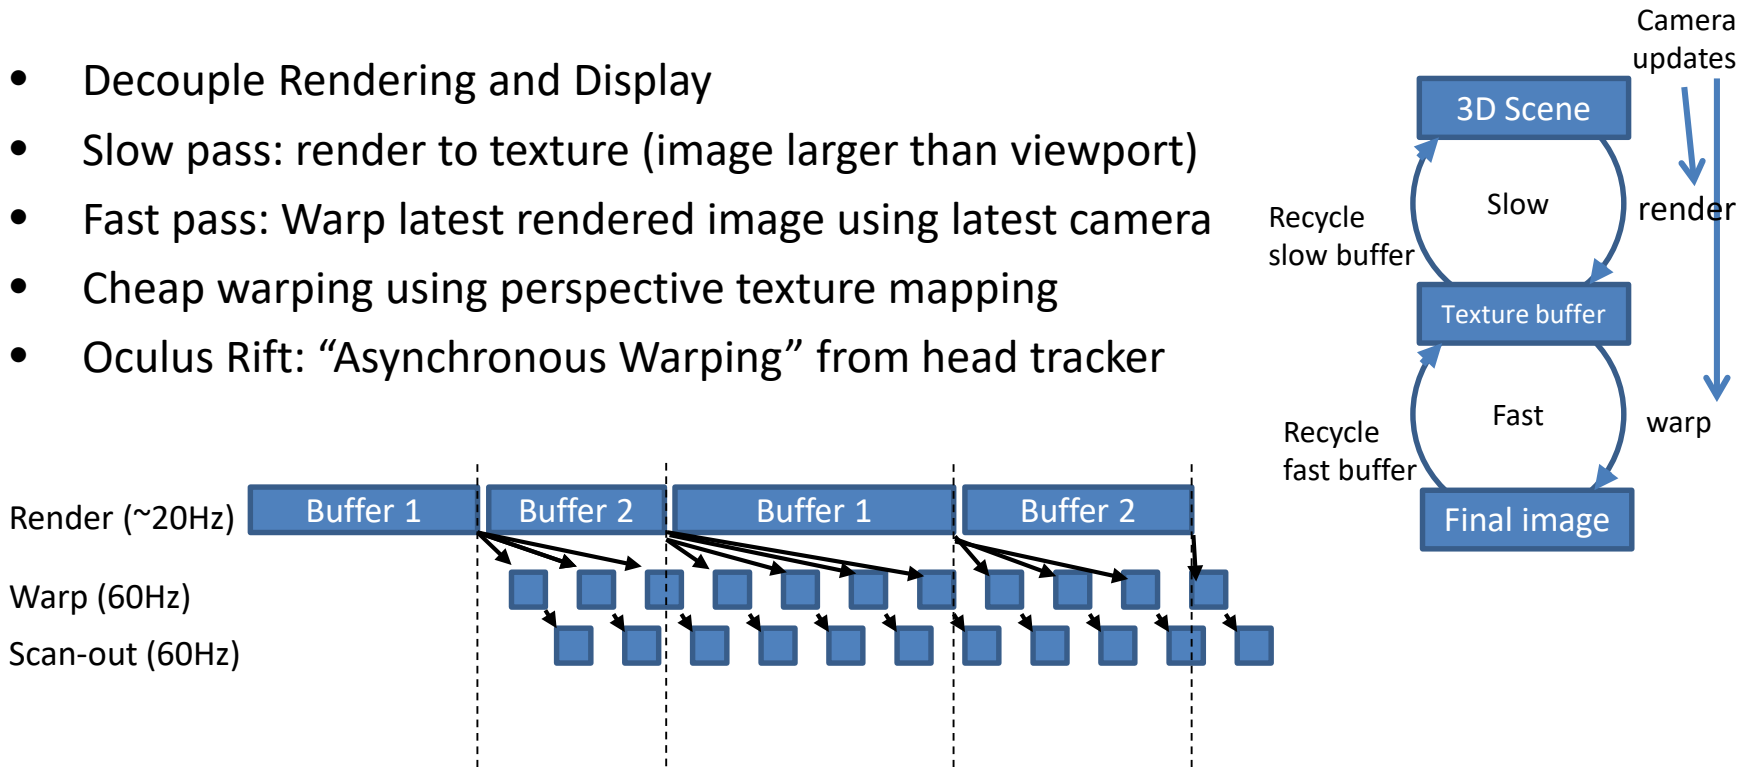 • Decouple Rendering and Display
• Slow pass: render to texture (image larger than viewport)
• Fast pass: Warp latest rendered image using latest camera
• Cheap warping using perspective texture mapping
• Oculus Rift: “Asynchronous Warping” from head tracker
Camera
updates
3D Scene
Slow
render
Recycle
slow buffer
Texture buffer
Fast
warp
Recycle
fast buffer
Final image
Render (~20Hz)
Buffer 1
Buffer 2
Buffer 1
Buffer 2
Warp (60Hz)
Scan-out (60Hz)